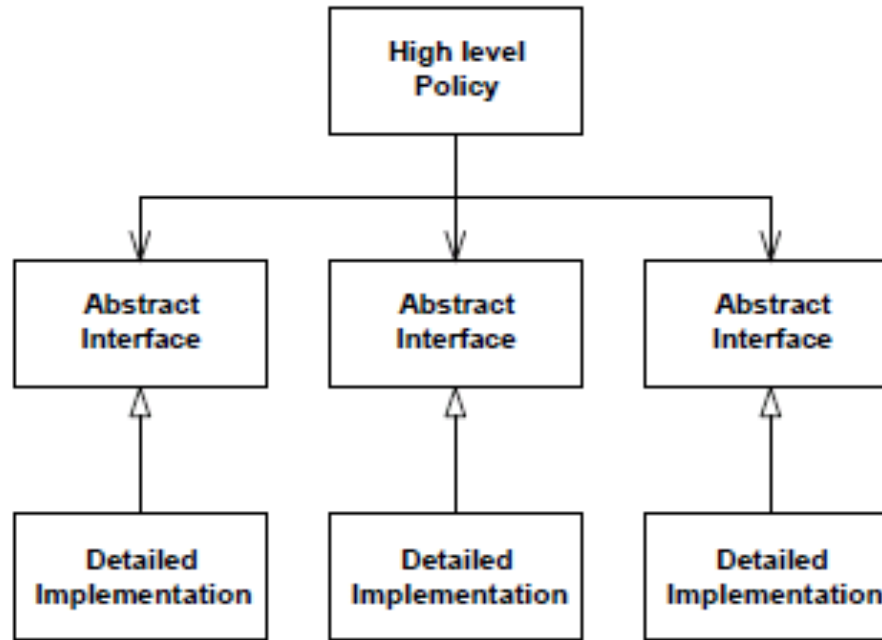 High level
Policy
Abstract
Interface
Abstract
Interface
Abstract
Interface
Detailed
Implementation
Detailed
Implementation
Detailed
Implementation